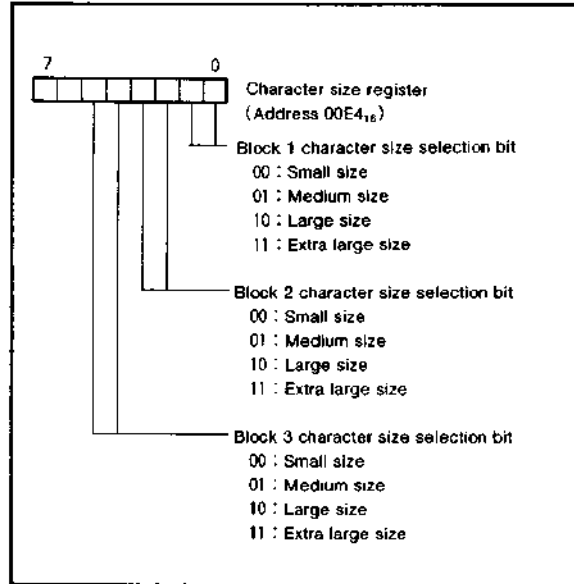 7 0
Character size register
(Address 00E4₁₆)
Block 1 character size selection bit
00 : Small size
01 : Medium size
10 : Large size
11 : Extra large size
Block 2 character size selection bit
00 : Small size
01 : Medium size
10 : Large size
11 : Extra large size
Block 3 character size selection bit
00 : Small size
01 : Medium size
10 : Large size
11 : Extra large size